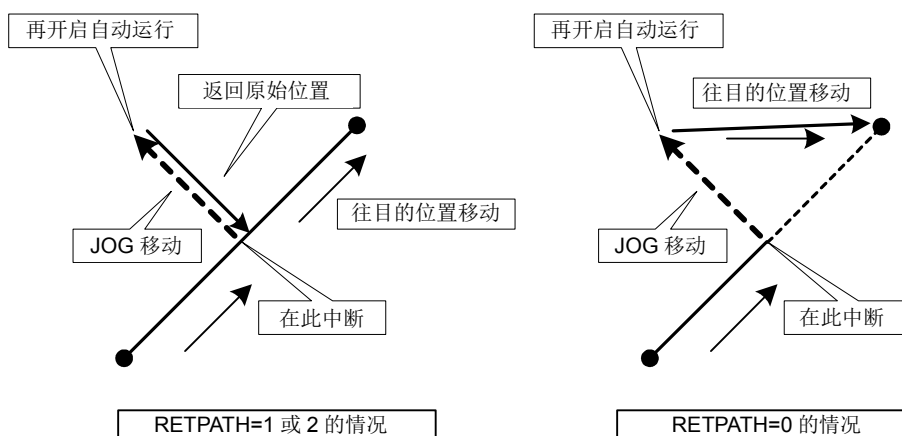 再开启自动运行
返回原始位置
往目的位置移动
JOG 移动
在此中断
RETPATH=1 或 2 的情况
再开启自动运行
往目的位置移动
JOG 移动
在此中断
RETPATH=0 的情况